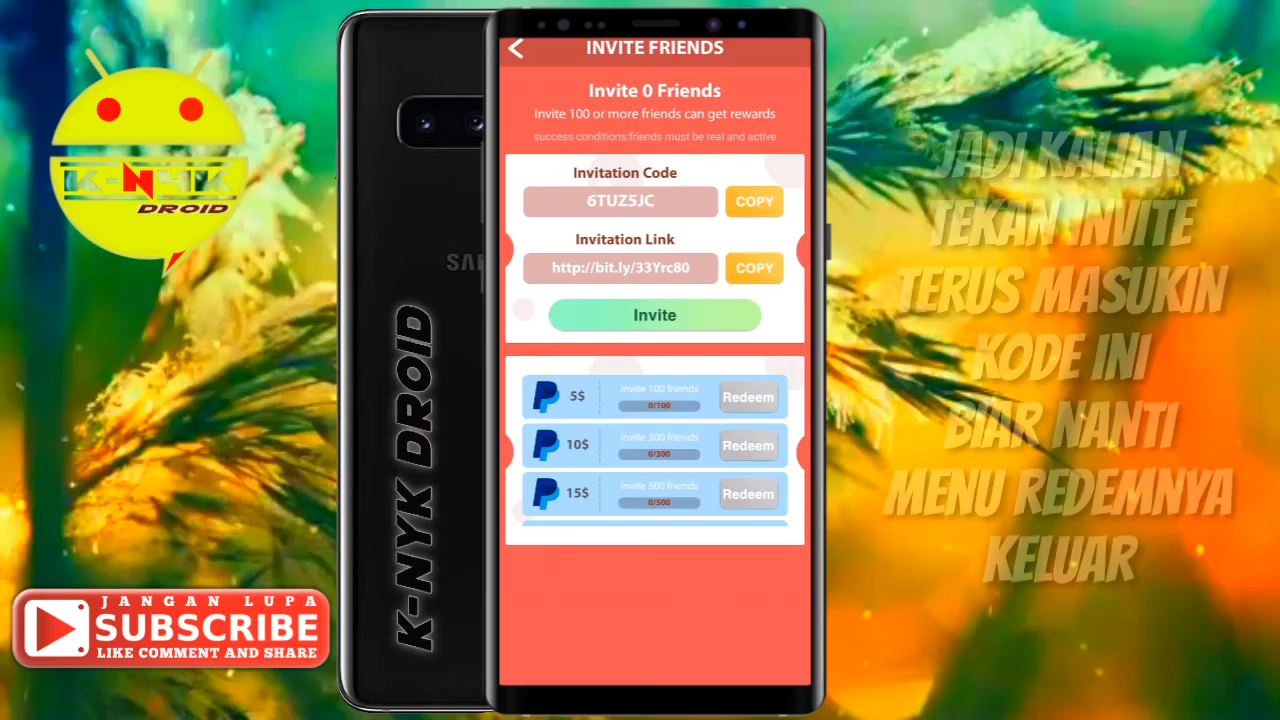 K-NYK
DROID
K-NYK DROID
JANGAN LUPA
SUBSCRIBE
LIKE COMMENT AND SHARE
INVITE FRIENDS
Invite 0 Friends
Invite 100 or more friends can get rewards
success conditions:friends must be real and active
Invitation Code
6TUZ5JC
COPY
Invitation Link
http://bit.ly/33Yrc80
COPY
Invite
5$
invite 100 friends
0/100
Redeem
10$
invite 300 friends
0/300
Redeem
15$
invite 500 friends
0/500
Redeem
JADI KALIAN
TEKAN INVITE
TERUS MASUKIN
KODE INI
BIAR NANTI
MENU REDEMNYA
KELUAR